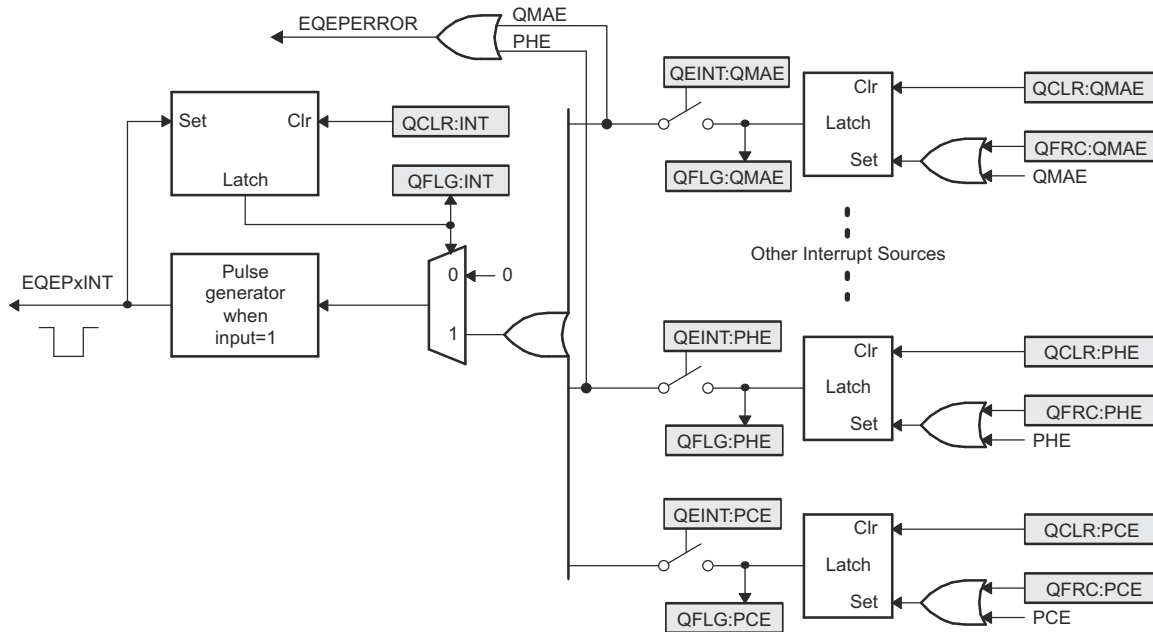 EQEPERROR
QMAE
PHE
QEINT:QMAE
Clr
QCLR:QMAE
Latch
QFRC:QMAE
Set
QMAE
QFLG:QMAE
Set
Clr
QCLR:INT
Latch
QFLG:INT
Other Interrupt Sources
EQEPxINT
Pulse
generator
when
input=1
0
0
1
QEINT:PHE
Clr
QCLR:PHE
Latch
QFRC:PHE
Set
PHE
QFLG:PHE
QEINT:PCE
Clr
QCLR:PCE
Latch
QFRC:PCE
Set
PCE
QFLG:PCE